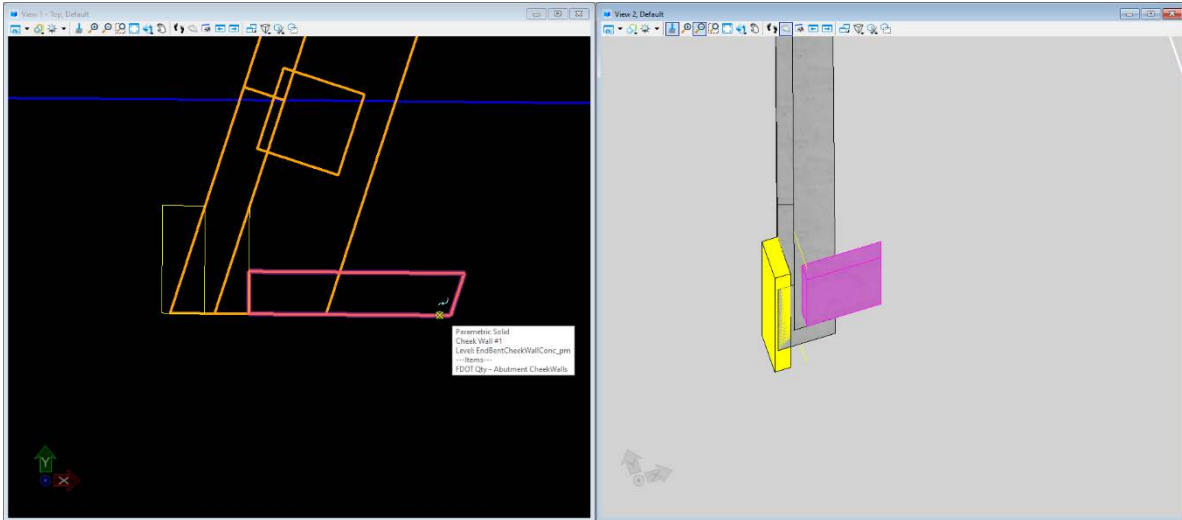 View 1 - Top, Default
View 2, Default
Parametric Solid
Cheek Wall #1
Level: EndBentCheekWallConc_pm
---Items---
FDOT Qty - Abutment CheekWalls
Y
X